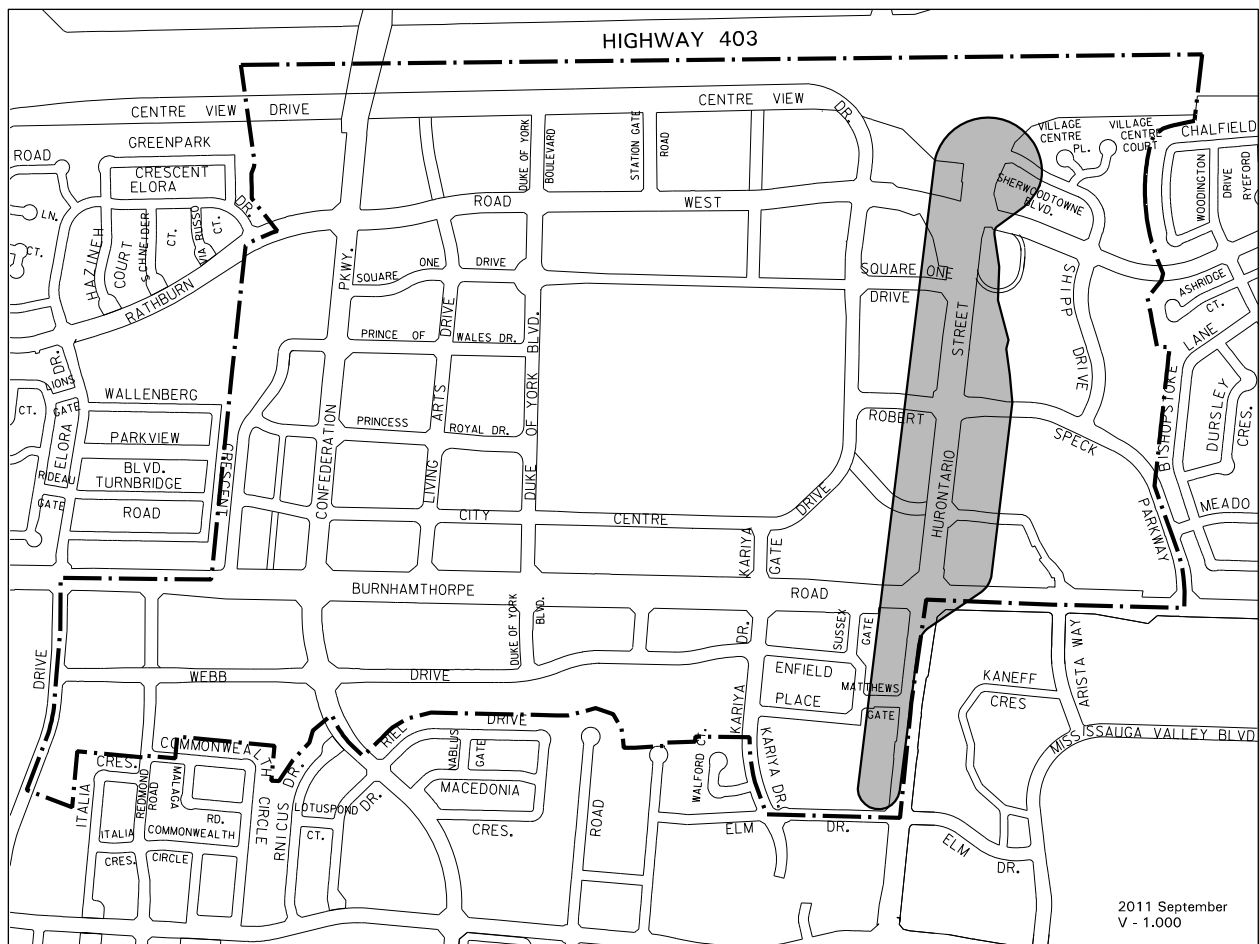 HIGHWAY 403
CENTRE VIEW DRIVE
CENTRE VIEW
DR.
GREENPARK
ROAD
CRESCENT
ELORA
DR.
LN.
CT.
HAZINEH
COURT
SCHNEIDER
CT.
VIA RUSSO
CT.
RATHBURN
ROAD
WEST
DUKE OF YORK
BOULEVARD
STATION GATE
ROAD
VILLAGE
CENTRE
PL.
VILLAGE
CENTRE
COURT
CHALFIELD
WOODINGTON
DRIVE
RYEFORD
SHERWOODTOWNE
BLVD.
PKWY.
SQUARE ONE DRIVE
SQUARE ONE
DRIVE
SHIPP
DRIVE
ASHRIDGE
CT.
LANE
BISHOPSTOKE
DURSLEY
CRES.
PRINCE OF WALES DR.
DRIVE
ARTS
LIVING
DUKE OF YORK BLVD.
STREET
HURONTARIO
LIONS
GATE
DR.
ELORA
CT.
RIDEAU
GATE
WALLENBERG
CRESCENT
PARKVIEW
BLVD.
TURNBRIDGE
ROAD
CONFEDERATION
PRINCESS ROYAL DR.
ROBERT
SPECK
PARKWAY
MEADO
CITY CENTRE
DRIVE
KARIYA
GATE
BURNHAMTHORPE
ROAD
DUKE OF YORK
BLVD.
KARIYA
DR.
SUSSEX
GATE
ENFIELD
PLACE
MATTHEWS
GATE
KANEFF
CRES
ARISTA WAY
MISSISSAUGA VALLEY BLVD
DRIVE
WEBB
DRIVE
RIEL
DRIVE
COMMONWEALTH
CIRCLE
CRES.
ITALIA
REDMOND
ROAD
MALAGA
RD.
ITALIA
CRES.
COMMONWEALTH
CIRCLE
SUCIRN
DR.
LOTUSPOND
CT.
DR.
NABLUS
GATE
MACEDONIA
CRES.
ROAD
WALFORD CT.
KARIYA DR.
ELM
DR.
ELM
DR.
2011 September
V - 1.000